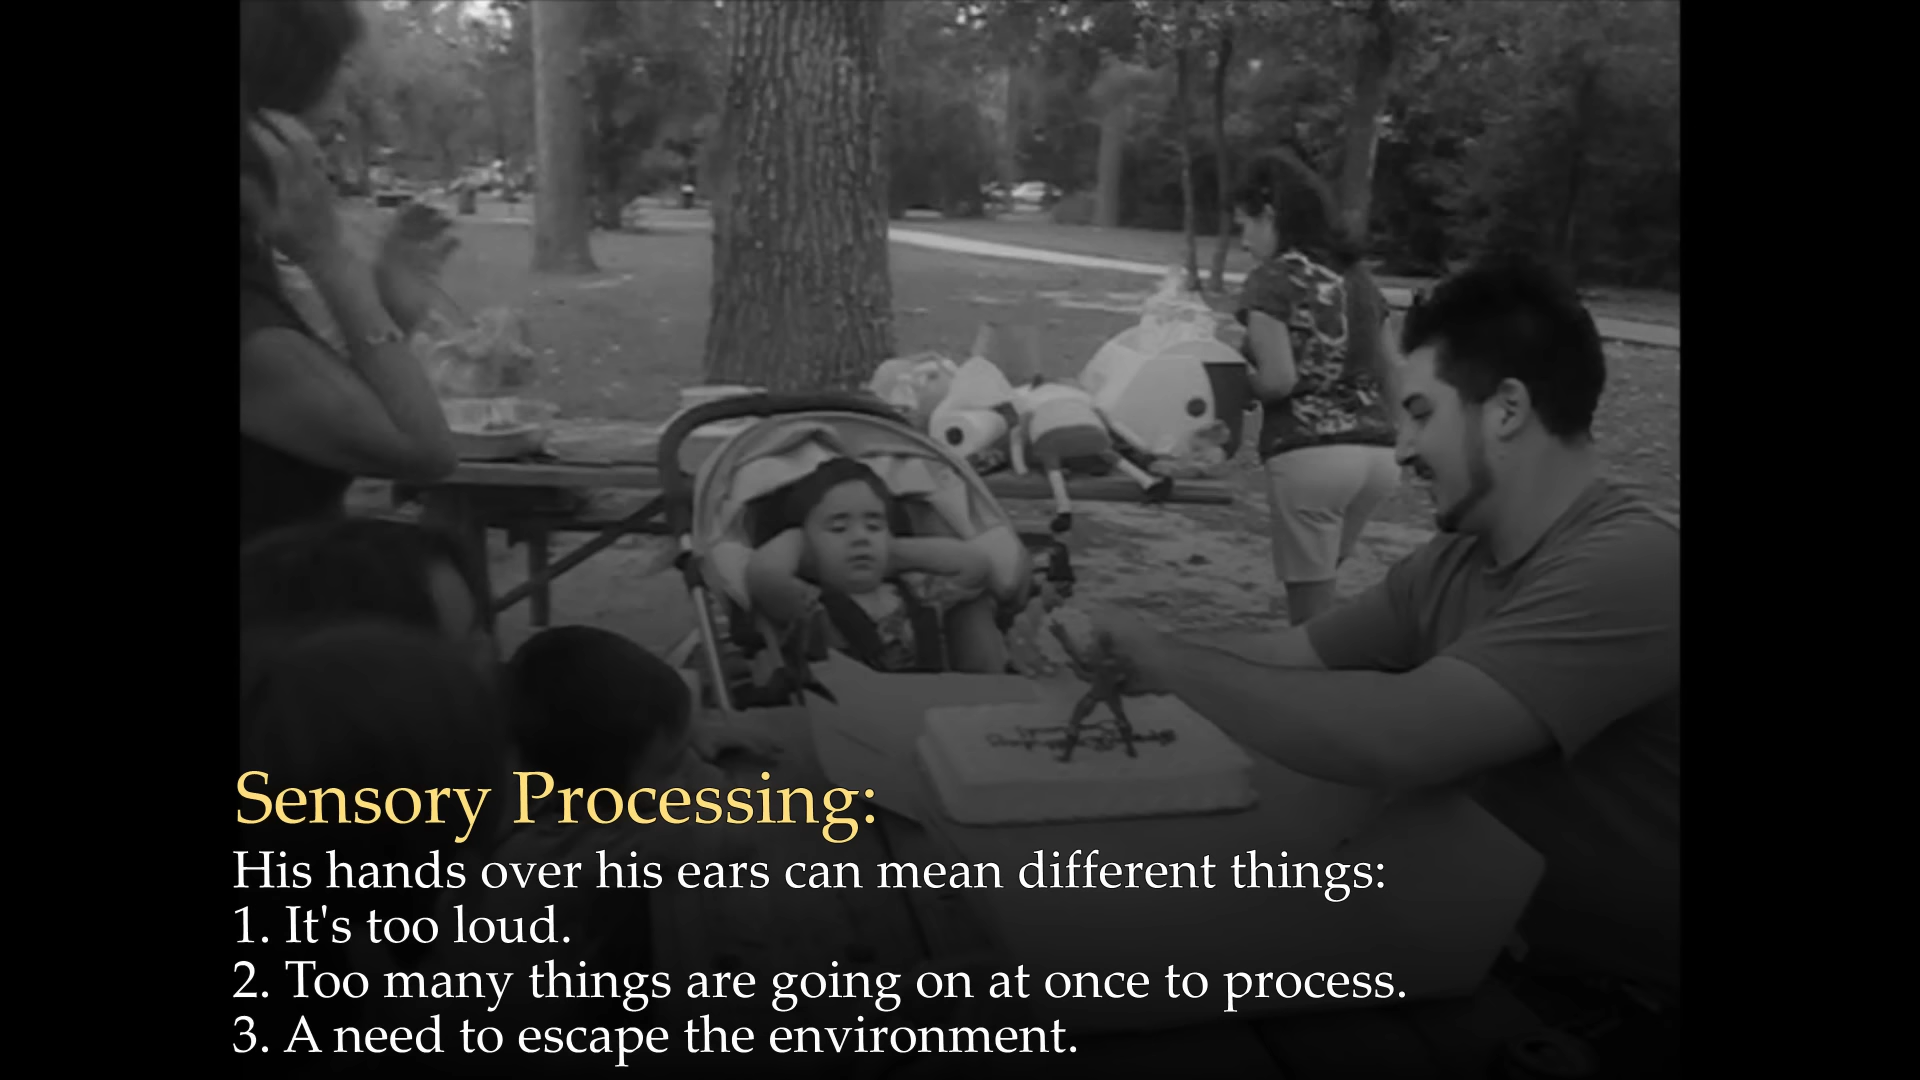 Sensory Processing:
His hands over his ears can mean different things:
1. It's too loud.
2. Too many things are going on at once to process.
3. A need to escape the environment.